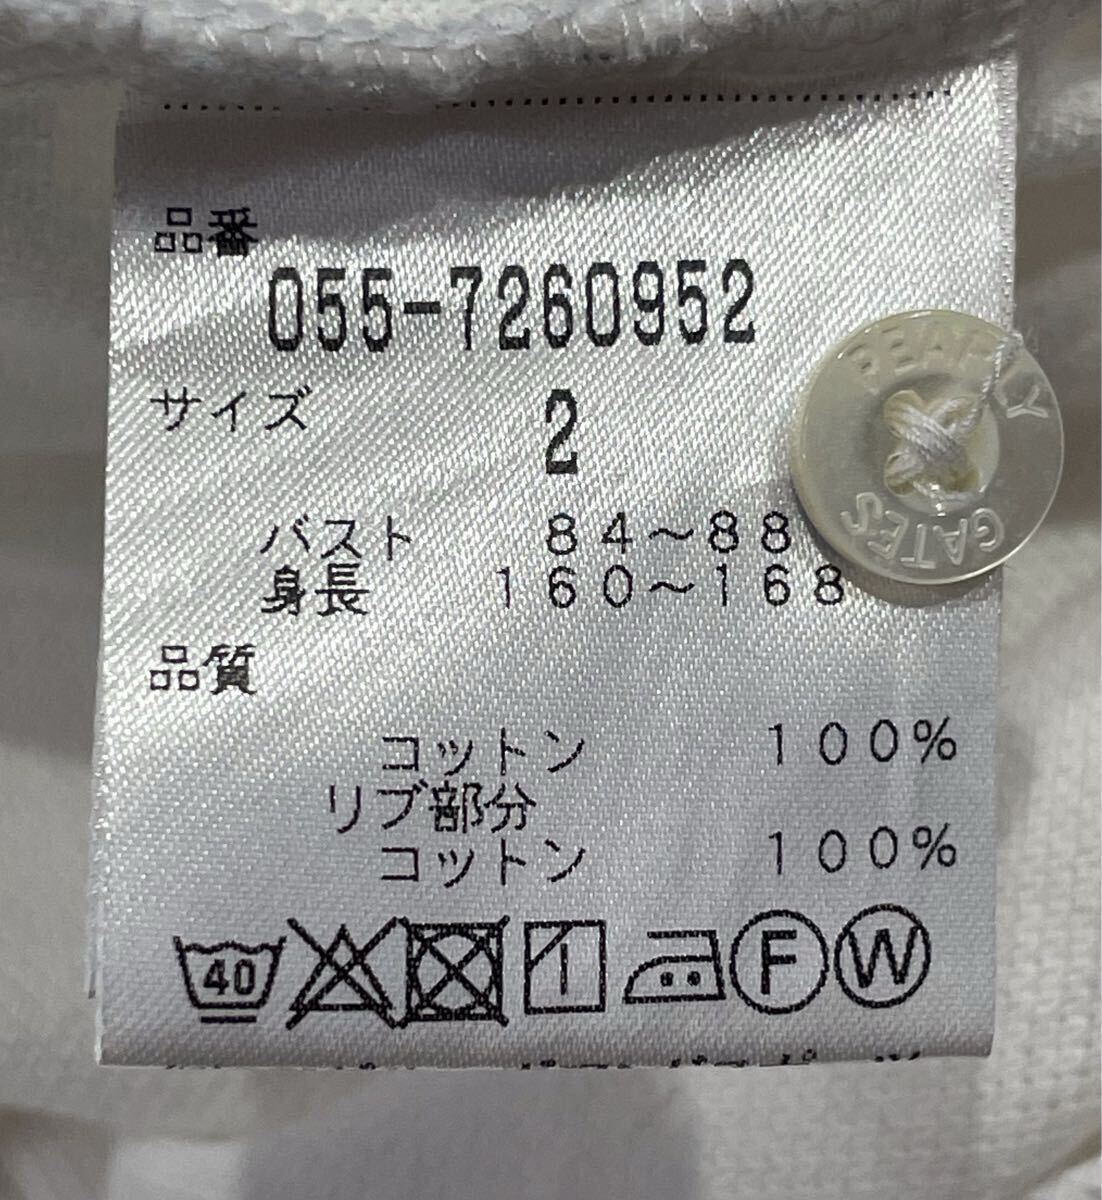 品番
055-7260952
サイズ
2
バスト 84~88
身長 160~168
品質
コットン 100%
リブ部分
コットン 100%
40
F
W
PEARLY
GATES